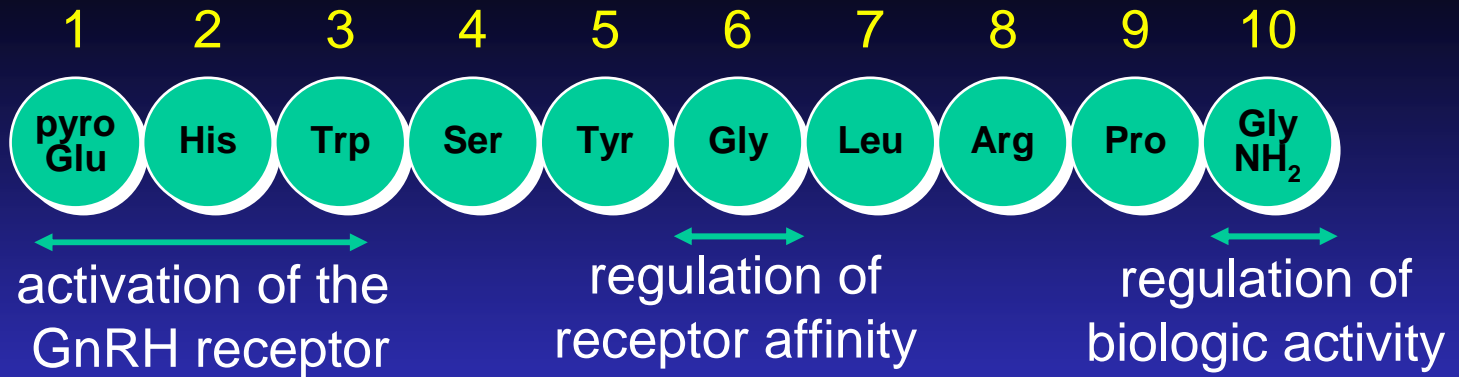 1 2 3 4 5 6 7 8 9 10
pyro Glu His Trp Ser Tyr Gly Leu Arg Pro Gly NH₂
activation of the
GnRH receptor
regulation of
receptor affinity
regulation of
biologic activity